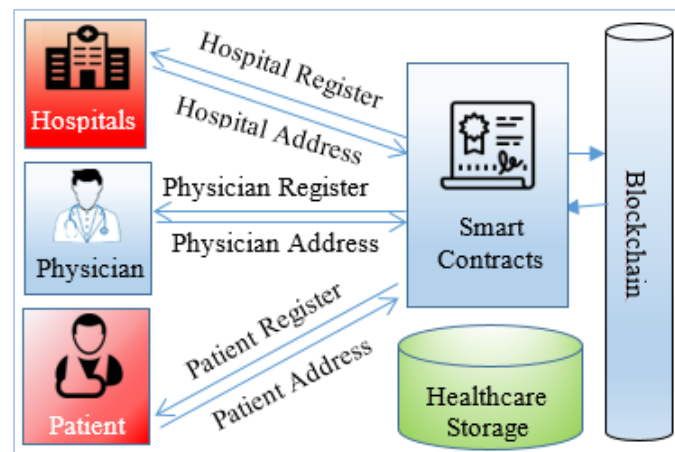 Hospitals
Hospital Register
Hospital Address
Physician
Physician Register
Physician Address
Patient
Patient Register
Patient Address
Smart
Contracts
Healthcare
Storage
Blockchain